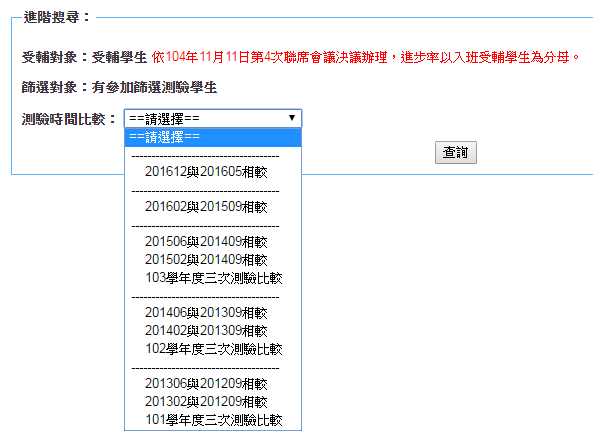 進階搜尋：
受輔對象：受輔學生 依104年11月11日第4次聯席會議決議辦理，進步率以入班受輔學生為分母。
篩選對象：有參加篩選測驗學生
測驗時間比較： ==請選擇==
==請選擇==
------------------------------------
201612與201605相較
查詢
------------------------------------
201602與201509相較
------------------------------------
201506與201409相較
201502與201409相較
103學年度三次測驗比較
------------------------------------
201406與201309相較
201402與201309相較
102學年度三次測驗比較
------------------------------------
201306與201209相較
201302與201209相較
101學年度三次測驗比較